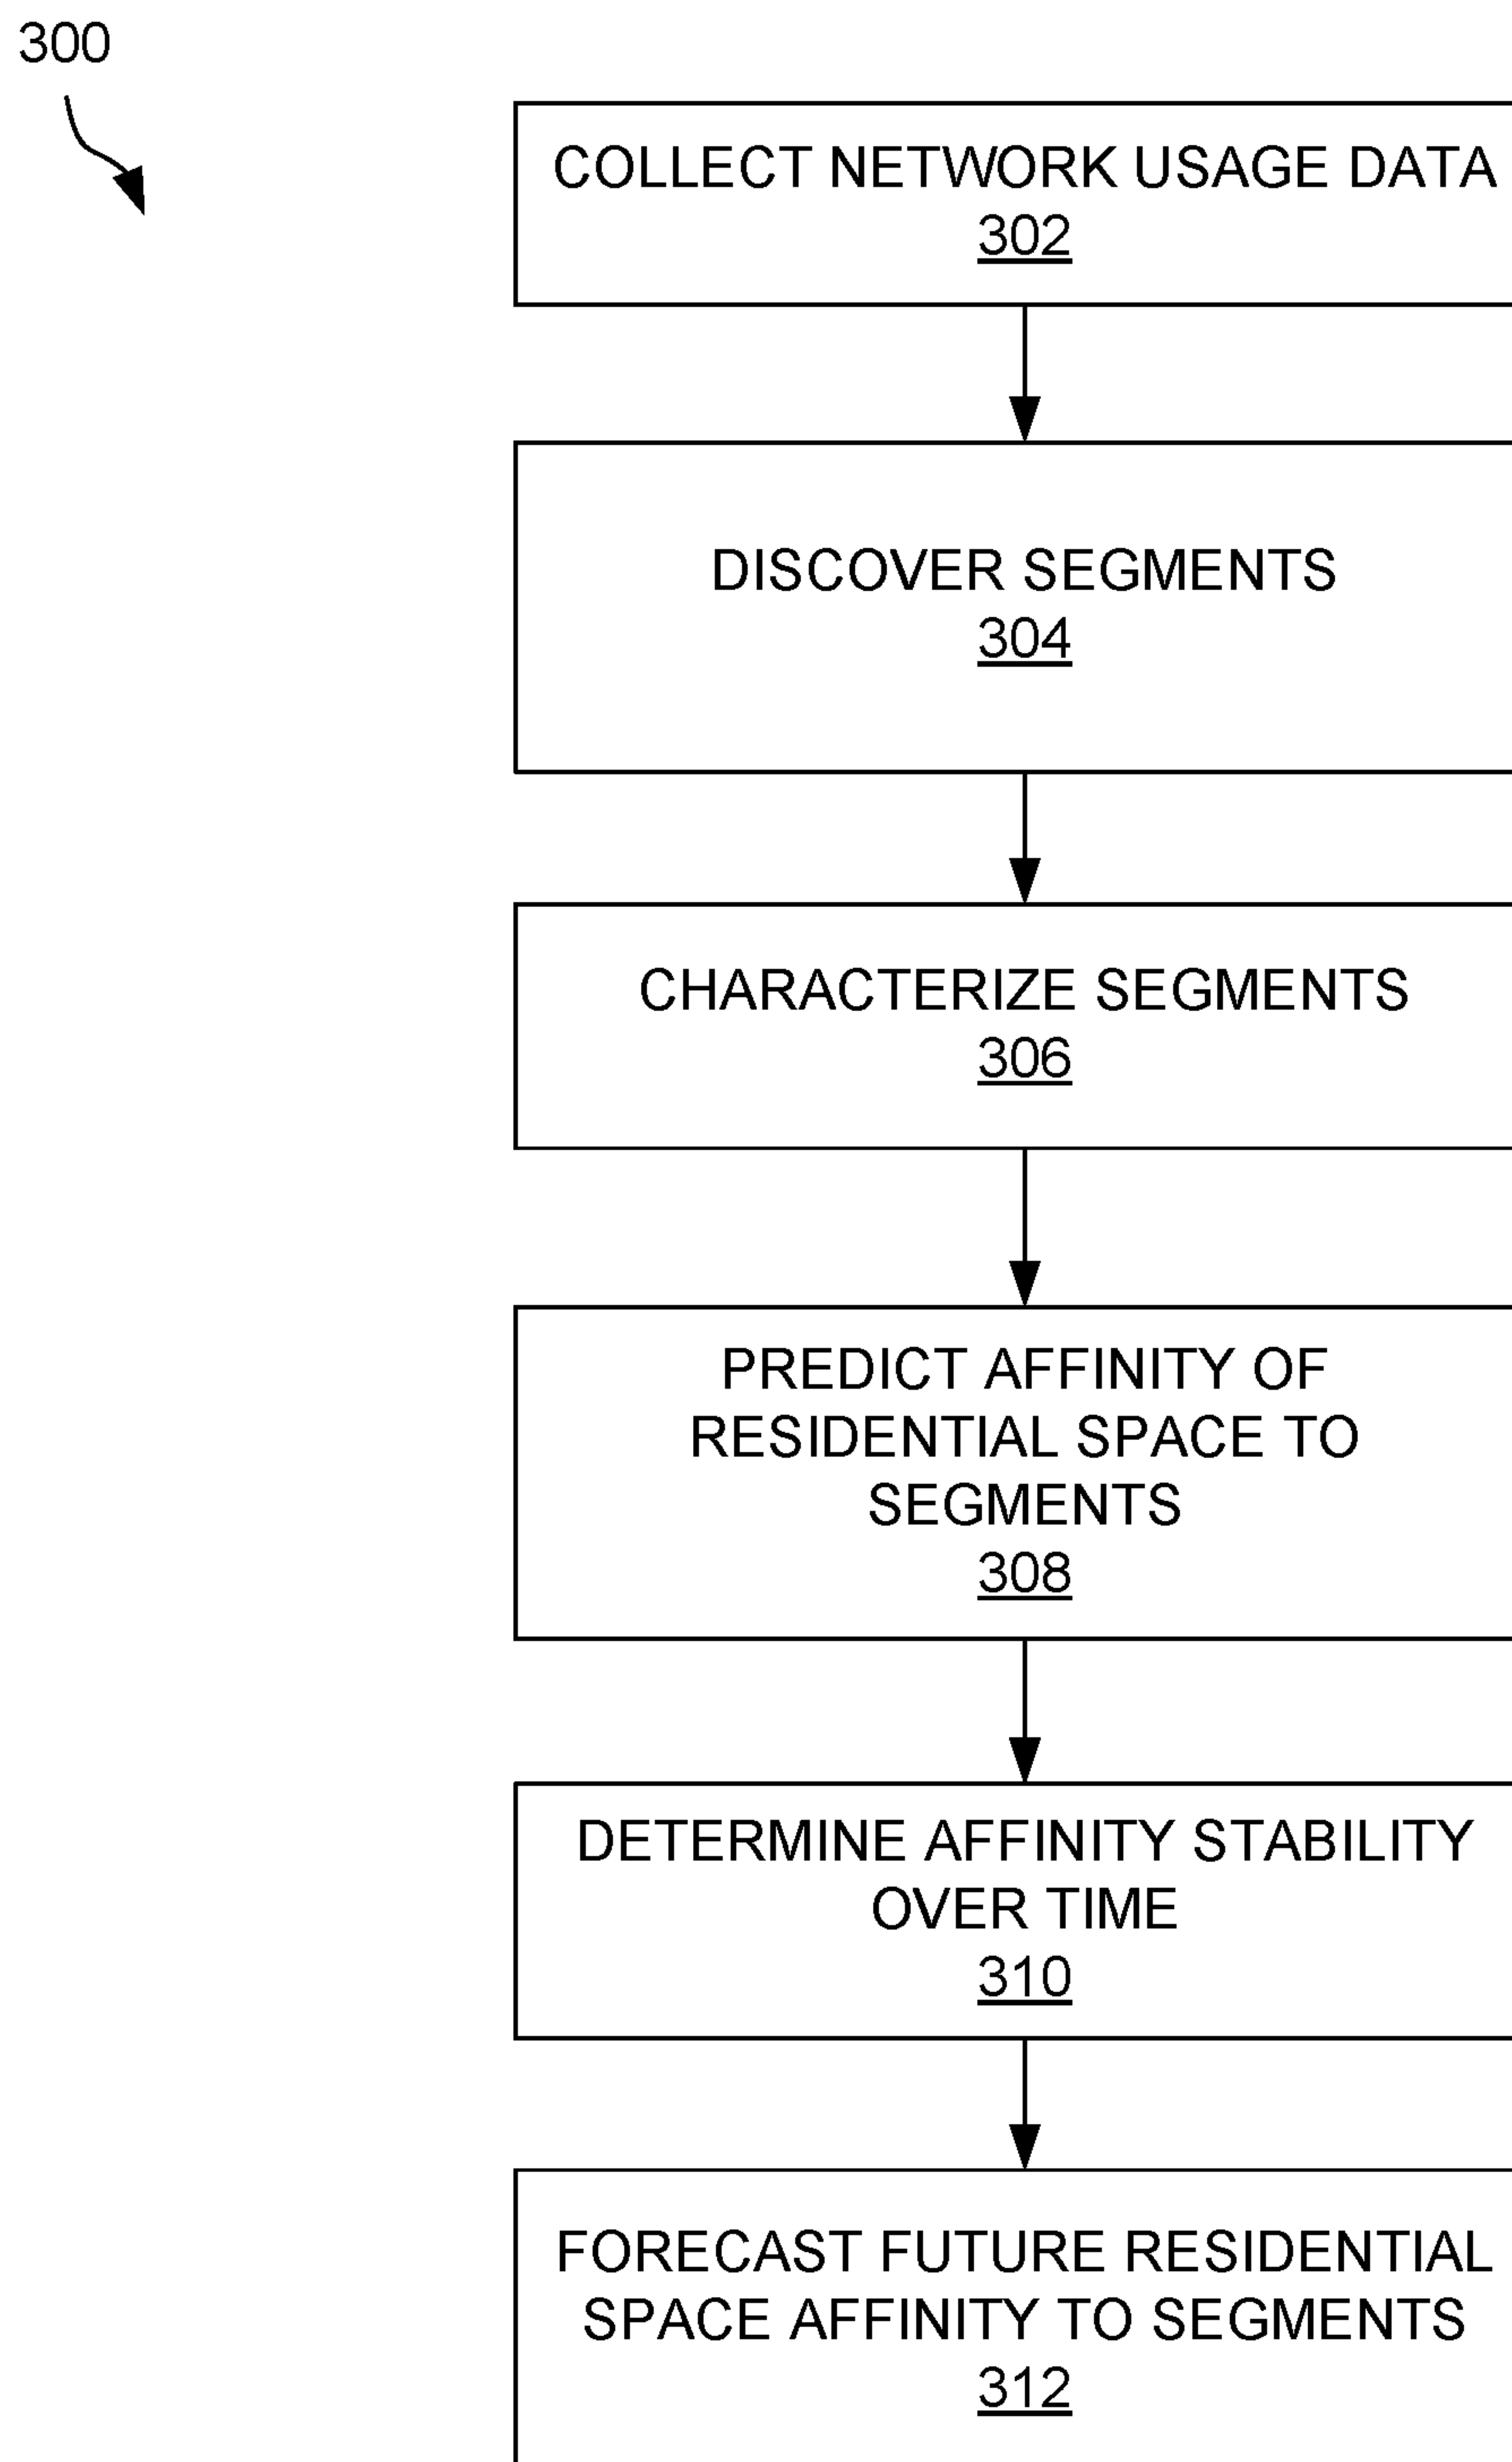 300
COLLECT NETWORK USAGE DATA
302
DISCOVER SEGMENTS
304
CHARACTERIZE SEGMENTS
306
PREDICT AFFINITY OF
RESIDENTIAL SPACE TO
SEGMENTS
308
DETERMINE AFFINITY STABILITY
OVER TIME
310
FORECAST FUTURE RESIDENTIAL
SPACE AFFINITY TO SEGMENTS
312